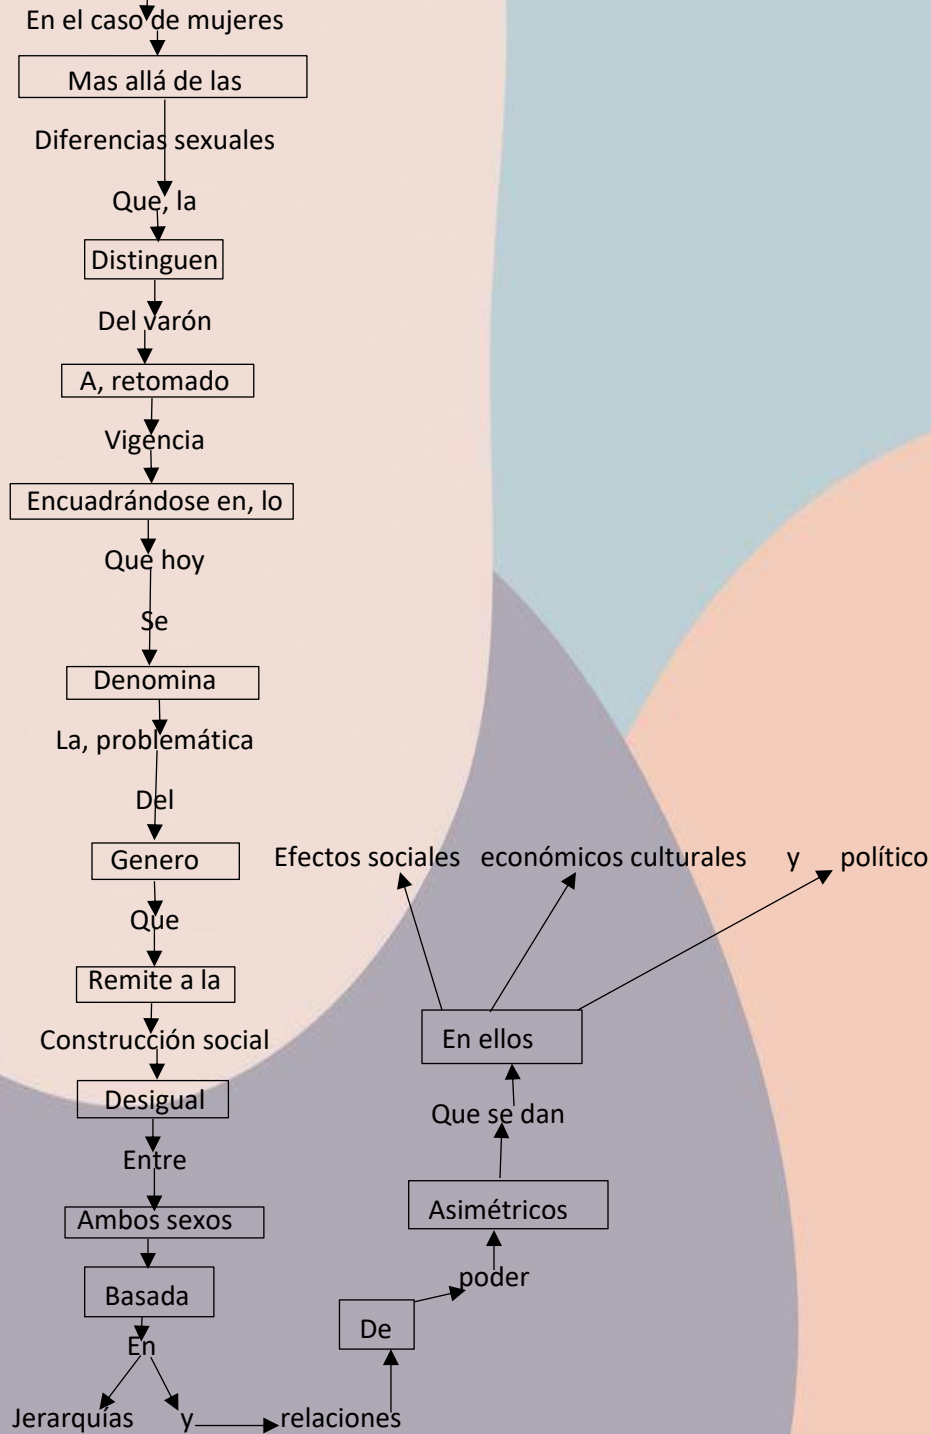 En el caso de mujeres
Mas allá de las
Diferencias sexuales
Que, la
Distinguen
Del varón
A, retomado
Vigencia
Encuadrándose en, lo
Que hoy
Se
Denomina
La, problemática
Del
Genero
Que
Remite a la
Construcción social
Desigual
Entre
Ambos sexos
Basada
En
Jerarquías y relaciones
De
poder
Asimétricos
Que se dan
En ellos
Efectos sociales económicos culturales y político